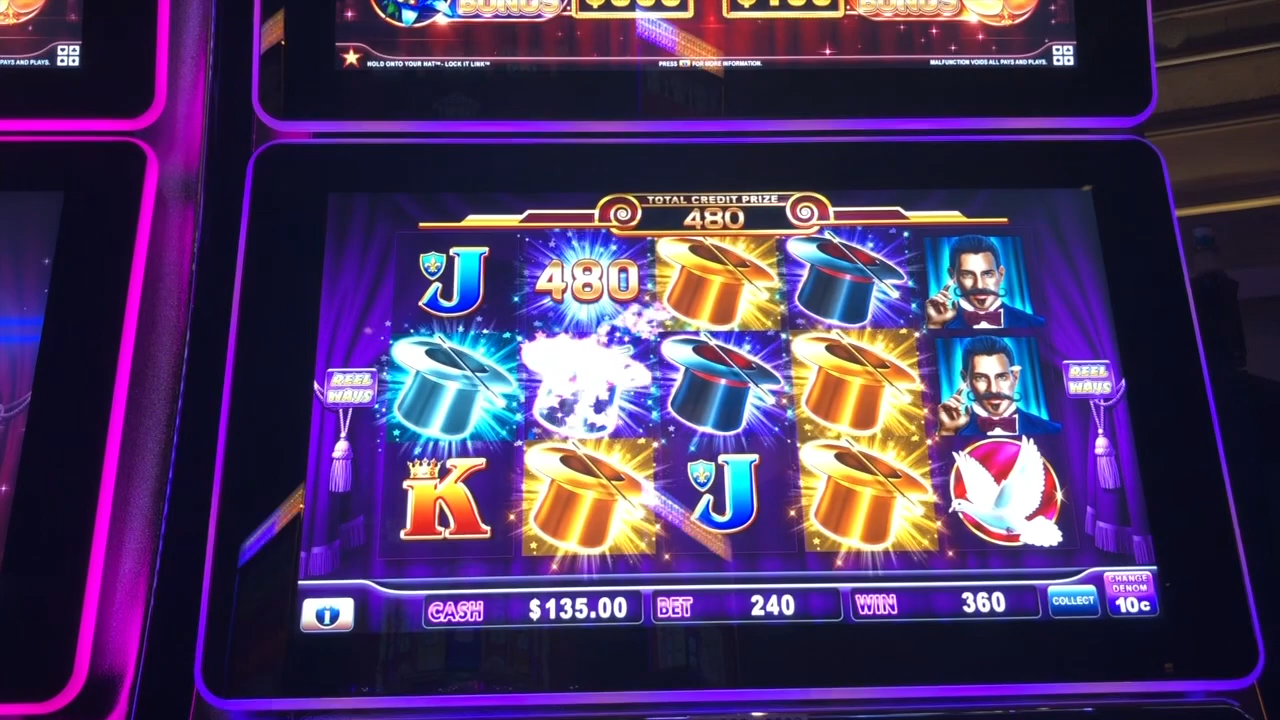 BONUS
BONUS
PAYS AND PLAYS.
HOLD ONTO YOUR HAT™- LOCK IT LINK™
PRESS FOR MORE INFORMATION.
MALFUNCTION VOIDS ALL PAYS AND PLAYS.
TOTAL CREDIT PRIZE
480
J
480
REEL
WAYS
REEL
WAYS
K
J
i
CASH $135.00
BET 240
WIN 360
COLLECT
CHANGE
DENOM
10¢